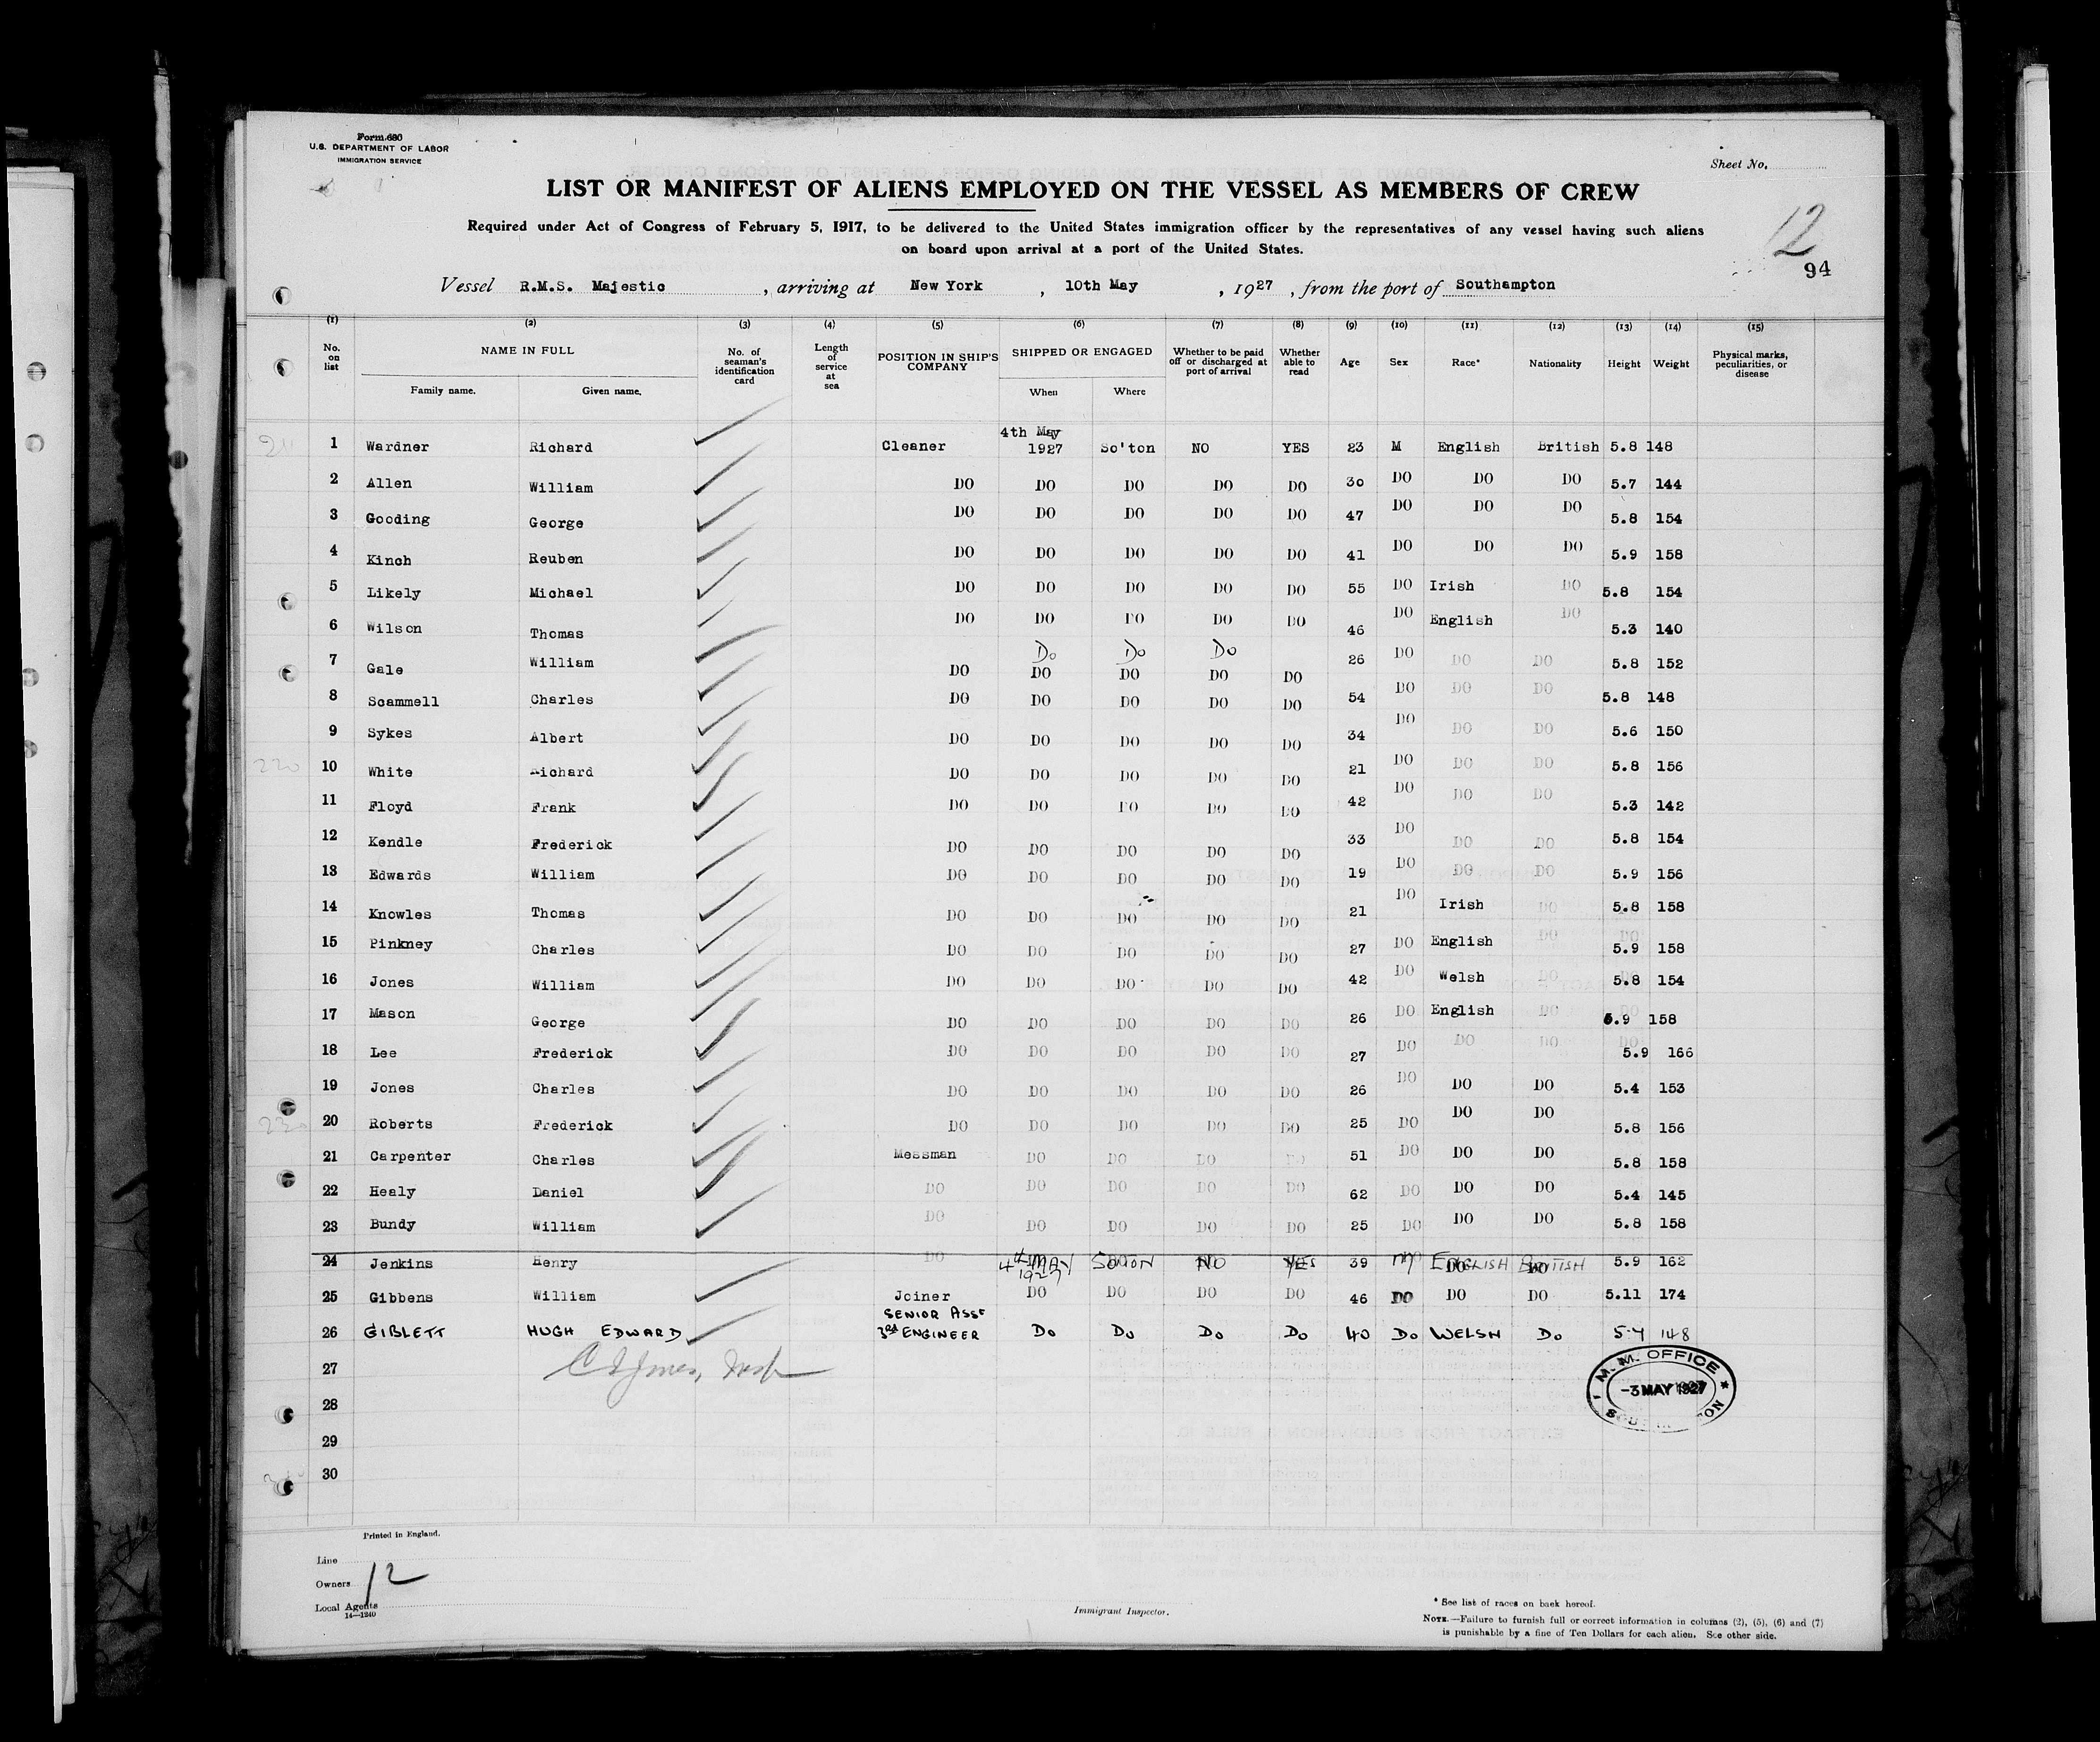 Form 680
U.S. DEPARTMENT OF LABOR
IMMIGRATION SERVICE
Sheet No.
LIST OR MANIFEST OF ALIENS EMPLOYED ON THE VESSEL AS MEMBERS OF CREW
Required under Act of Congress of February 5, 1917, to be delivered to the United States immigration officer by the representatives of any vessel having such aliens
on board upon arrival at a port of the United States.
12
94
Vessel R.M.S. Majestic , arriving at New York , 10th May , 1927 , from the port of Southampton
(1) (2) (3) (4) (5) (6) (7) (8) (9) (10) (11) (12) (13) (14) (15)
No. on list NAME IN FULL Family name. Given name. No. of seaman's identification card Length of service at sea POSITION IN SHIP'S COMPANY SHIPPED OR ENGAGED When Where Whether to be paid off or discharged at port of arrival Whether able to read Age Sex Race* Nationality Height Weight Physical marks, peculiarities, or disease
1 Wardner Richard Cleaner 4th May 1927 So'ton NO YES 23 M English British 5.8 148
2 Allen William DO DO DO DO DO 30 DO DO DO 5.7 144
3 Gooding George DO DO DO DO DO 47 DO DO DO 5.8 154
4 Kinch Reuben DO DO DO DO DO 41 DO DO DO 5.9 158
5 Likely Michael DO DO DO DO DO 55 DO Irish DO 5.8 154
6 Wilson Thomas DO DO DO DO DO 46 DO English DO 5.3 140
Do Do Do
7 Gale William DO DO DO DO DO 26 DO DO DO 5.8 152
8 Scammell Charles DO DO DO DO DO 54 DO DO DO 5.8 148
9 Sykes Albert DO DO DO DO DO 34 DO DO DO 5.6 150
220
10 White Richard DO DO DO DO DO 21 DO DO DO 5.8 156
11 Floyd Frank DO DO DO DO DO 42 DO DO DO 5.3 142
12 Kendle Frederick DO DO DO DO DO 33 DO DO DO 5.8 154
13 Edwards William DO DO DO DO DO 19 DO DO DO 5.9 156
14 Knowles Thomas DO DO DO DO DO 21 DO Irish DO 5.8 158
15 Pinkney Charles DO DO DO DO DO 27 DO English DO 5.9 158
16 Jones William DO DO DO DO DO 42 DO Welsh DO 5.8 154
17 Mason George DO DO DO DO DO 26 DO English DO 5.9 158
18 Lee Frederick DO DO DO DO DO 27 DO DO DO 5.9 166
19 Jones Charles DO DO DO DO DO 26 DO DO DO 5.4 153
20 Roberts Frederick DO DO DO DO DO 25 DO DO DO 5.8 156
21 Carpenter Charles Messman DO DO DO DO 51 DO DO DO 5.8 158
22 Healy Daniel DO DO DO DO DO 62 DO DO DO 5.4 145
23 Bundy William DO DO DO DO DO 25 DO DO DO 5.8 158
24 Jenkins Henry DO 4th MAY 1927 SOTON NO YES 39 M ENGLISH BRITISH 5.9 162
25 Gibbens William Joiner DO DO DO DO 46 DO DO DO 5.11 174
26 GIBLETT HUGH EDWARD SENIOR ASST 3RD ENGINEER Do Do Do Do 40 Do WELSH Do 5.4 148
27
28
29
30
M.M. OFFICE
-3 MAY 1927
Printed in England.
Line
Owners
Local Agents
12
14—1240
Immigrant Inspector.
* See list of races on back hereof.
NOTE.—Failure to furnish full or correct information in columns (2), (5), (6) and (7)
is punishable by a fine of Ten Dollars for each alien. See other side.